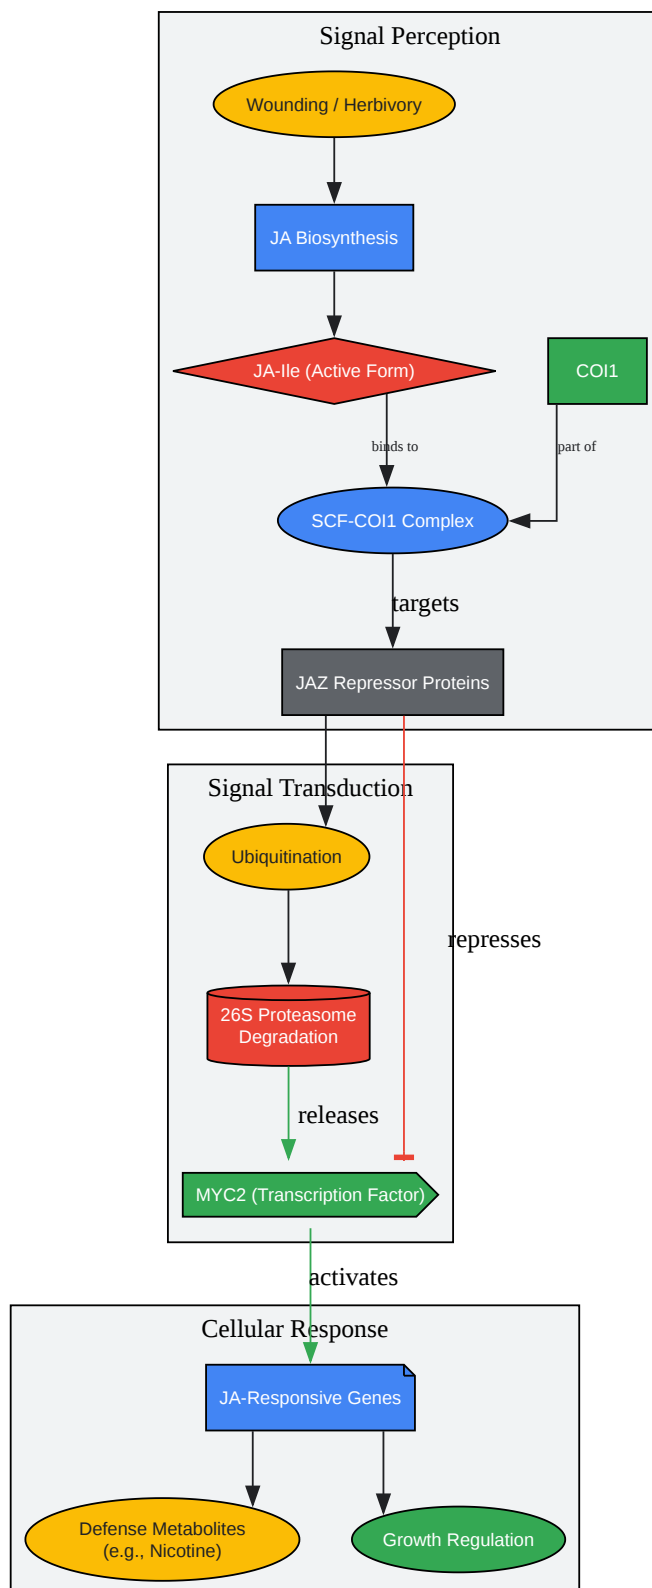 Signal Perception
Wounding / Herbivory
JA Biosynthesis
JA-Ile (Active Form)
COI1
binds to
part of
SCF-COI1 Complex
targets
JAZ Repressor Proteins
Signal Transduction
Ubiquitination
represses
26S Proteasome
Degradation
releases
MYC2 (Transcription Factor)
activates
Cellular Response
JA-Responsive Genes
Defense Metabolites
(e.g., Nicotine)
Growth Regulation